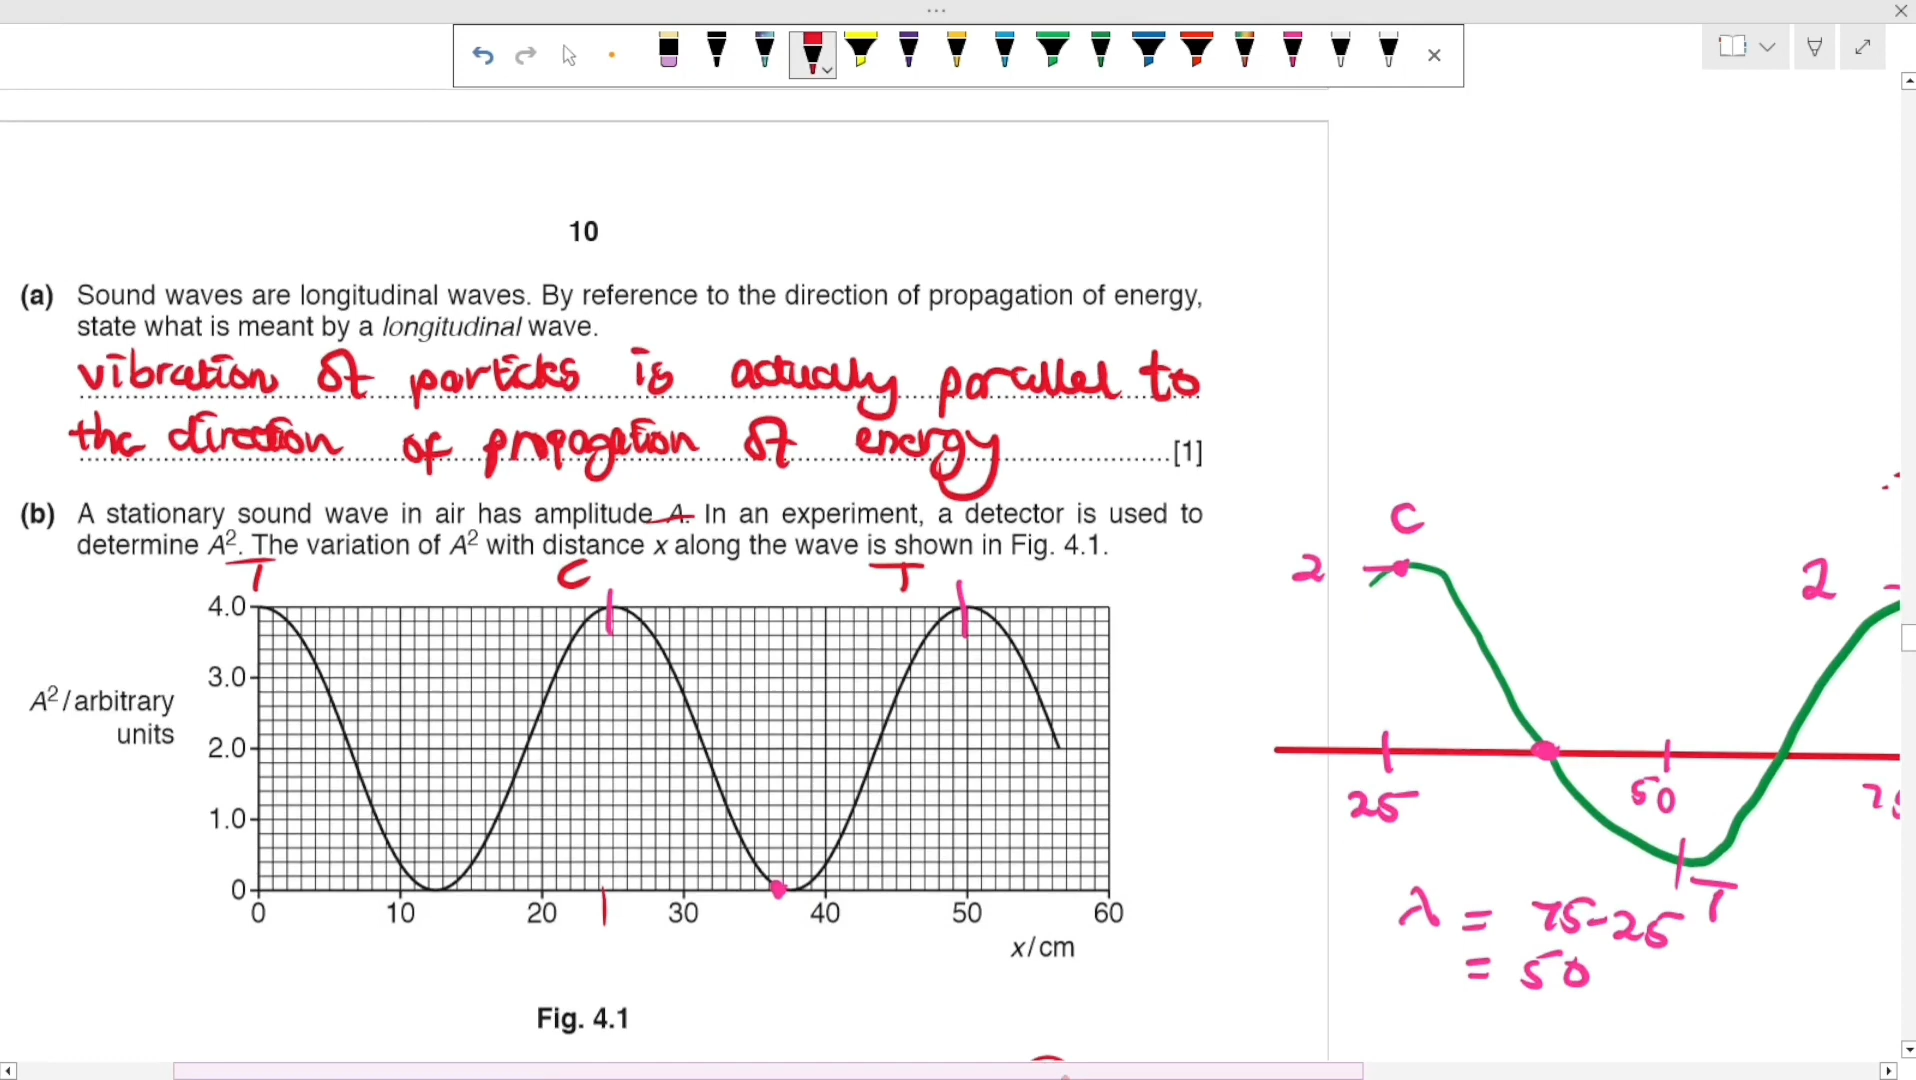 10
(a) Sound waves are longitudinal waves. By reference to the direction of propagation of energy,
state what is meant by a longitudinal wave.
vibration of particles is actually parallel to
the direction of propagation of energy
[1]
(b) A stationary sound wave in air has amplitude A. In an experiment, a detector is used to
determine A². The variation of A² with distance x along the wave is shown in Fig. 4.1.
T C T
4.0
3.0
A²/arbitrary
units
2.0
1.0
0
0 10 20 30 40 50 60
x/cm
Fig. 4.1
C
2 2
25 50
T
λ = 75-25
= 50